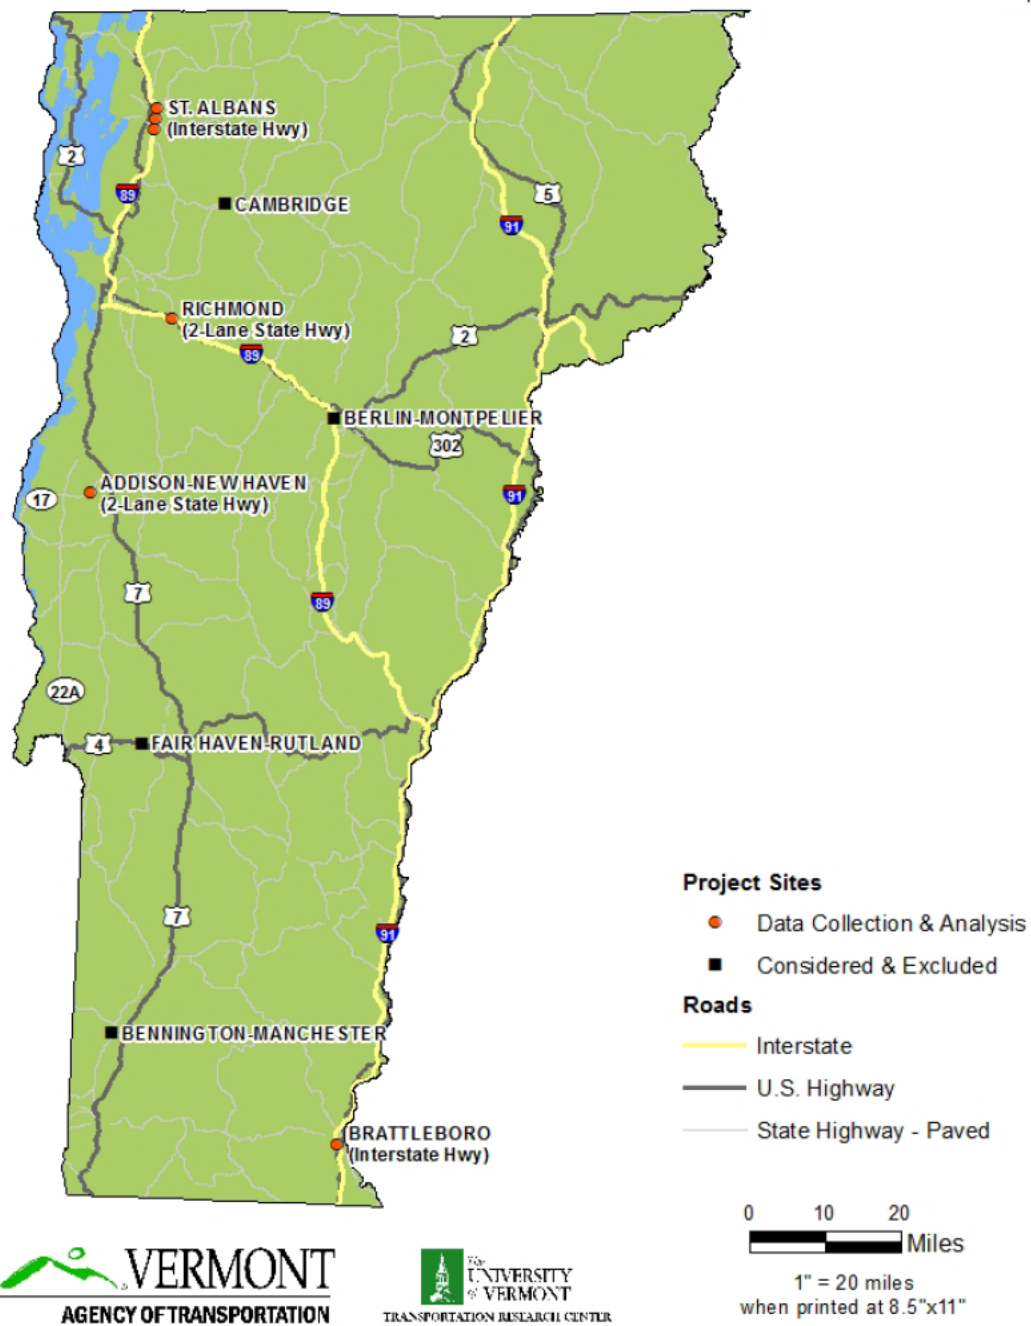 ST. ALBANS
(Interstate Hwy)
2
89
CAMBRIDGE
5
91
RICHMOND
(2-Lane State Hwy)
2
89
BERLIN-MONTPELIER
302
ADDISON-NEW HAVEN
(2-Lane State Hwy)
17
91
7
89
22A
4
FAIR HAVEN-RUTLAND
7
91
BENNINGTON-MANCHESTER
BRATTLEBORO
(Interstate Hwy)
Project Sites
Data Collection & Analysis
Considered & Excluded
Roads
Interstate
U.S. Highway
State Highway - Paved
0 10 20
Miles
1" = 20 miles
when printed at 8.5"x11"
VERMONT
AGENCY OF TRANSPORTATION
The
UNIVERSITY
of VERMONT
TRANSPORTATION RESEARCH CENTER